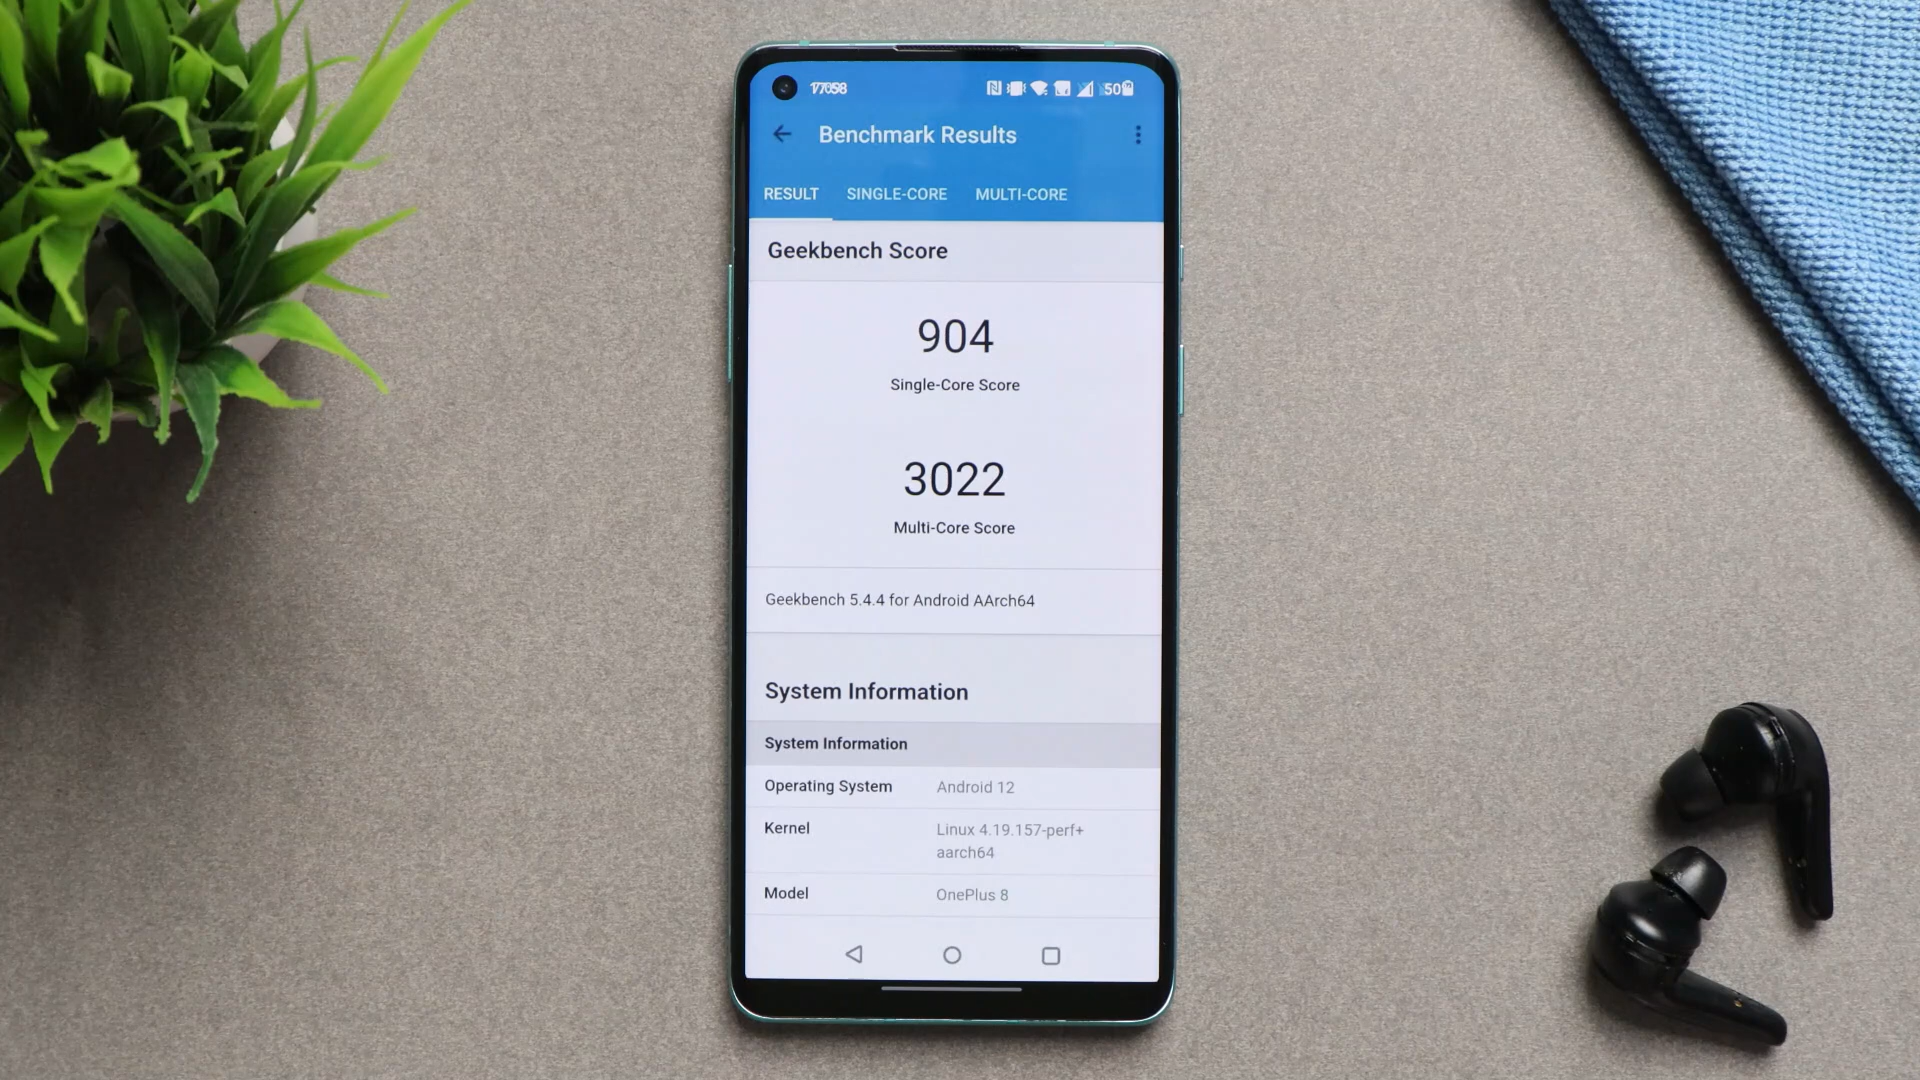 50
Benchmark Results
RESULT SINGLE-CORE MULTI-CORE
Geekbench Score
904
Single-Core Score
3022
Multi-Core Score
Geekbench 5.4.4 for Android AArch64
System Information
System Information
Operating System Android 12
Kernel Linux 4.19.157-perf+
aarch64
Model OnePlus 8